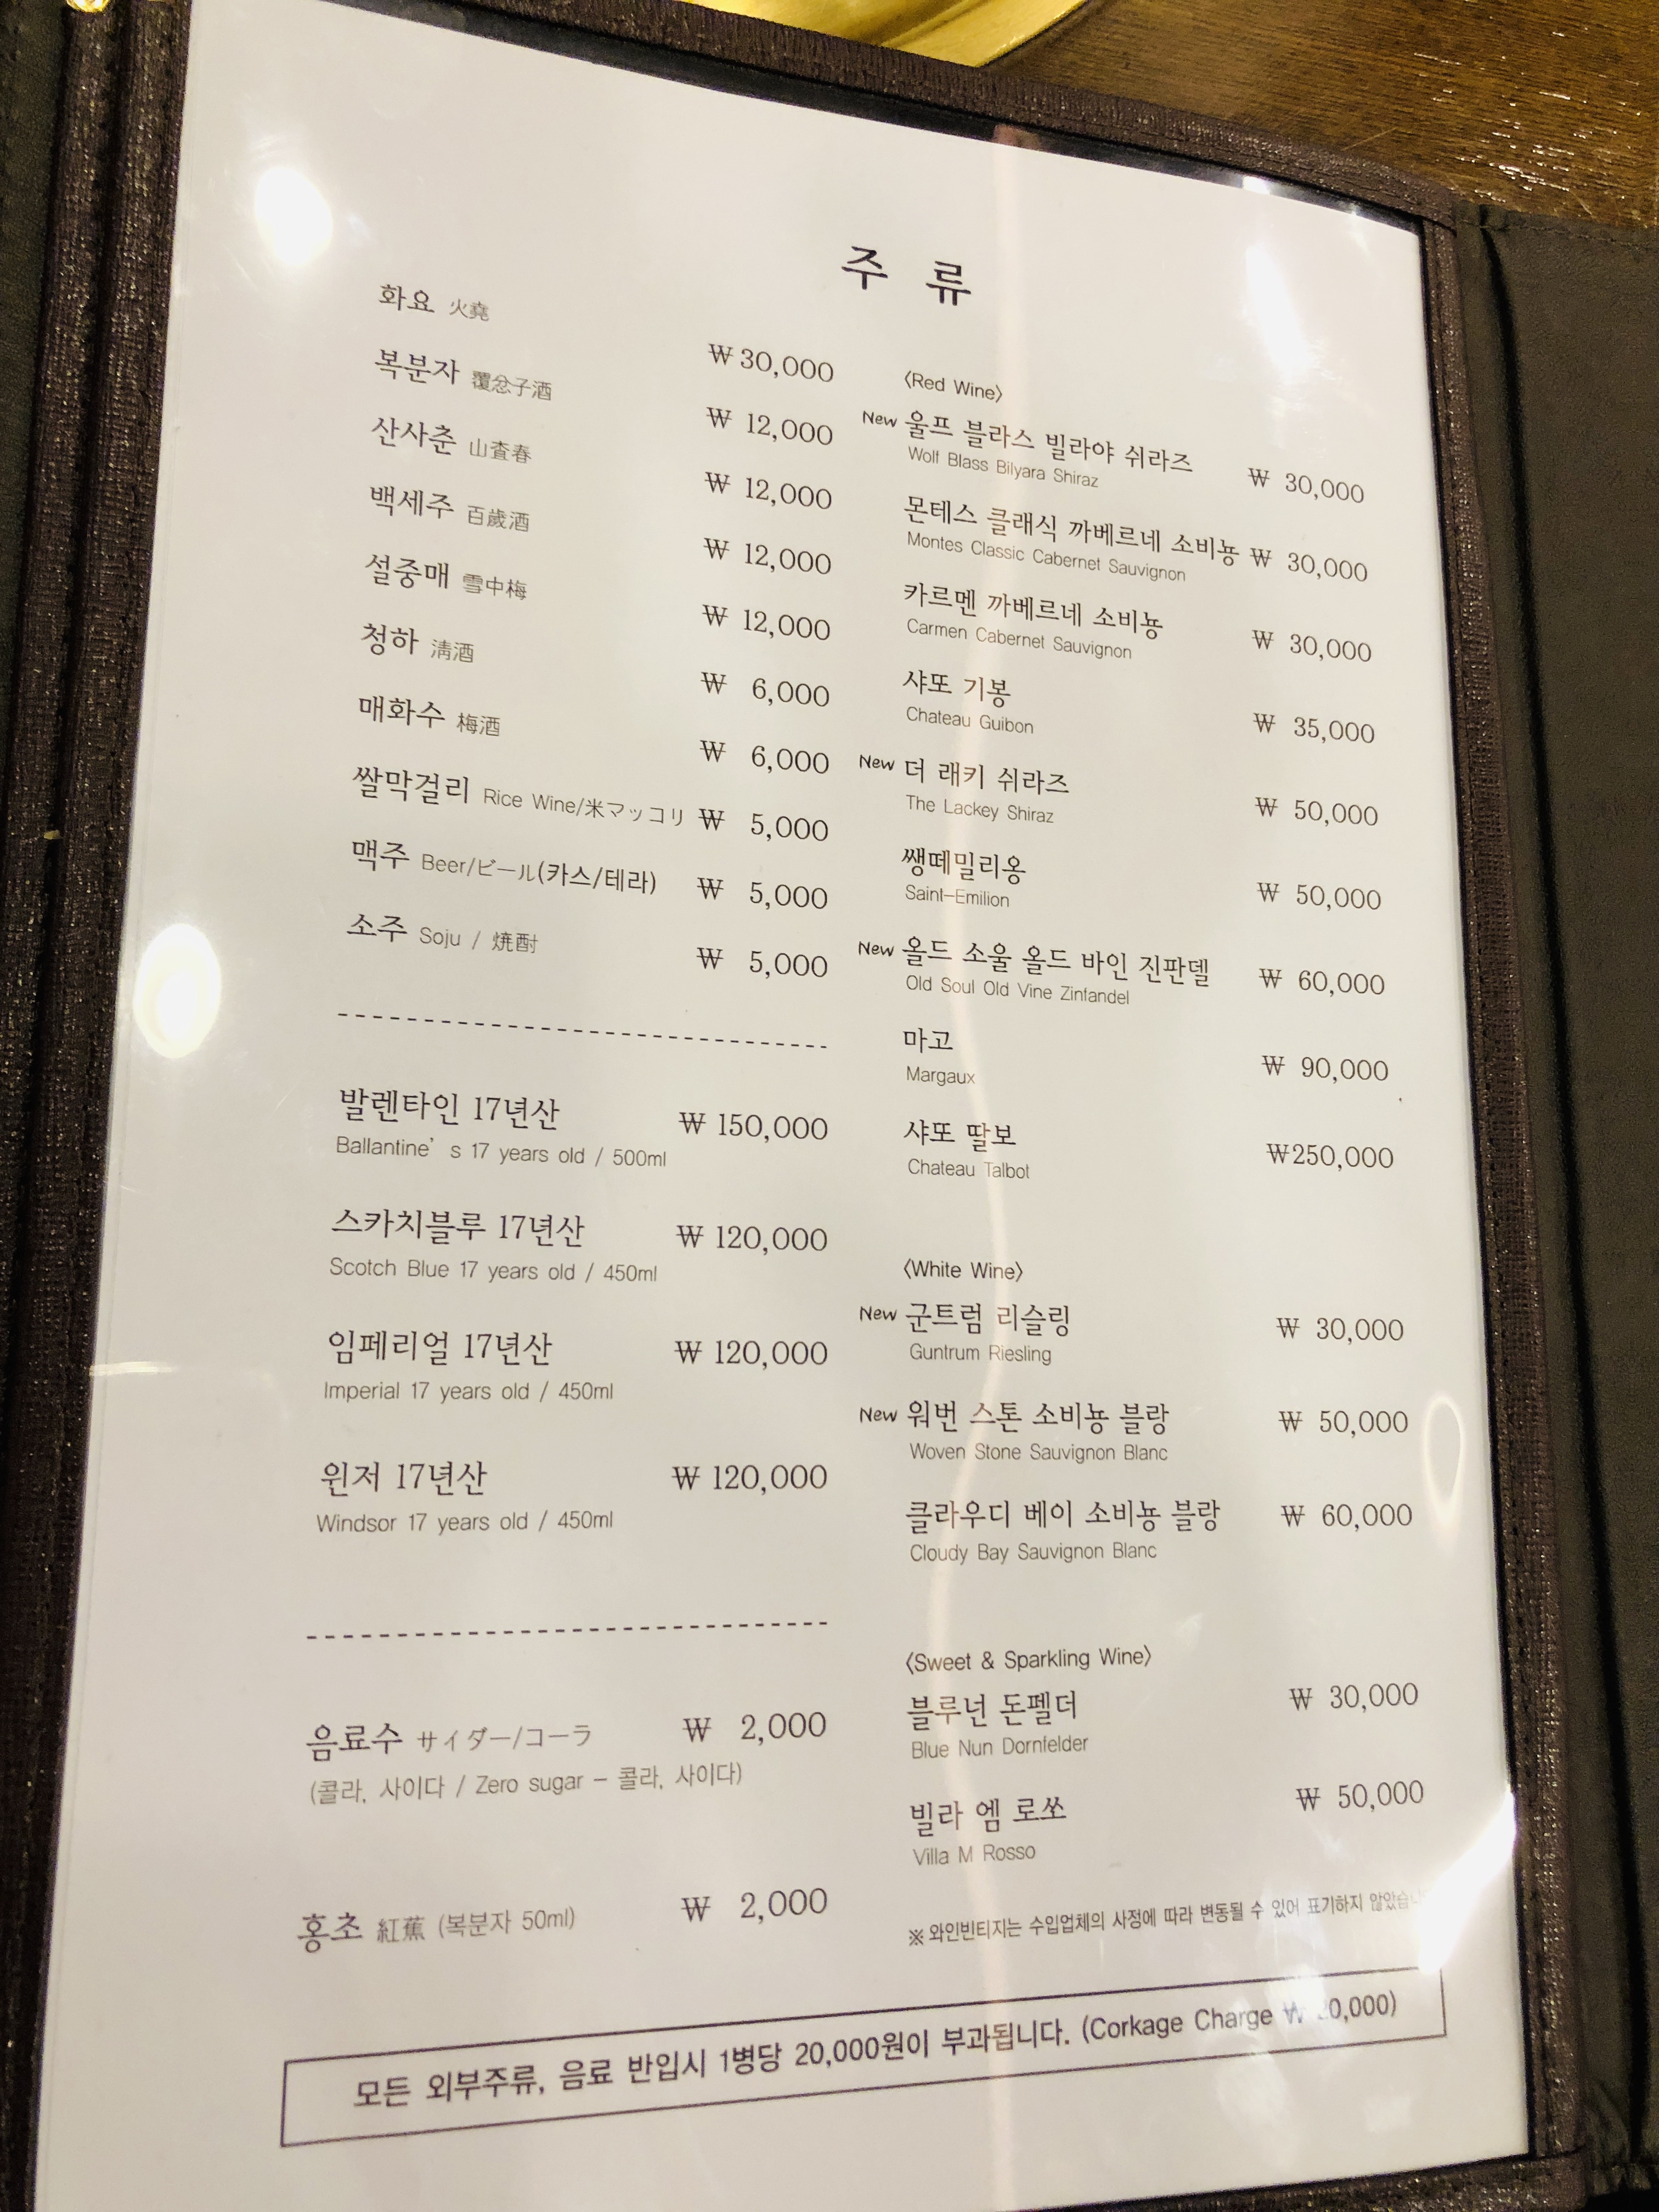 주 류
화요 火堯 ₩30,000
복분자 覆忿子酒 ₩ 12,000
산사춘 山査春 ₩ 12,000
백세주 百歲酒 ₩ 12,000
설중매 雪中梅 ₩ 12,000
청하 淸酒 ₩ 6,000
매화수 梅酒 ₩ 6,000
쌀막걸리 Rice Wine/米マッコリ ₩ 5,000
맥주 Beer/ビール(카스/테라) ₩ 5,000
소주 Soju / 焼酎 ₩ 5,000
발렌타인 17년산 ₩ 150,000
Ballantine’ s 17 years old / 500ml
스카치블루 17년산 ₩ 120,000
Scotch Blue 17 years old / 450ml
임페리얼 17년산 ₩ 120,000
Imperial 17 years old / 450ml
윈저 17년산 ₩ 120,000
Windsor 17 years old / 450ml
음료수 サイダー/コーラ ₩ 2,000
(콜라, 사이다 / Zero sugar - 콜라, 사이다)
홍초 紅蕉 (복분자 50ml) ₩ 2,000
〈Red Wine〉
New 울프 블라스 빌라야 쉬라즈 ₩ 30,000
Wolf Blass Bilyara Shiraz
몬테스 클래식 까베르네 소비뇽 ₩ 30,000
Montes Classic Cabernet Sauvignon
카르멘 까베르네 소비뇽 ₩ 30,000
Carmen Cabernet Sauvignon
샤또 기봉 ₩ 35,000
Chateau Guibon
New 더 래키 쉬라즈 ₩ 50,000
The Lackey Shiraz
쌩떼밀리옹 ₩ 50,000
Saint-Emilion
New 올드 소울 올드 바인 진판델 ₩ 60,000
Old Soul Old Vine Zinfandel
마고 ₩ 90,000
Margaux
샤또 딸보 ₩250,000
Chateau Talbot
〈White Wine〉
New 군트럼 리슬링 ₩ 30,000
Guntrum Riesling
New 워번 스톤 소비뇽 블랑 ₩ 50,000
Woven Stone Sauvignon Blanc
클라우디 베이 소비뇽 블랑 ₩ 60,000
Cloudy Bay Sauvignon Blanc
〈Sweet & Sparkling Wine〉
블루넌 돈펠더 ₩ 30,000
Blue Nun Dornfelder
빌라 엠 로쏘 ₩ 50,000
Villa M Rosso
※ 와인빈티지는 수입업체의 사정에 따라 변동될 수 있어 표기하지
모든 외부주류, 음료 반입시 1병당 20,000원이 부과됩니다. (Corkage Charge ₩ 20,000)